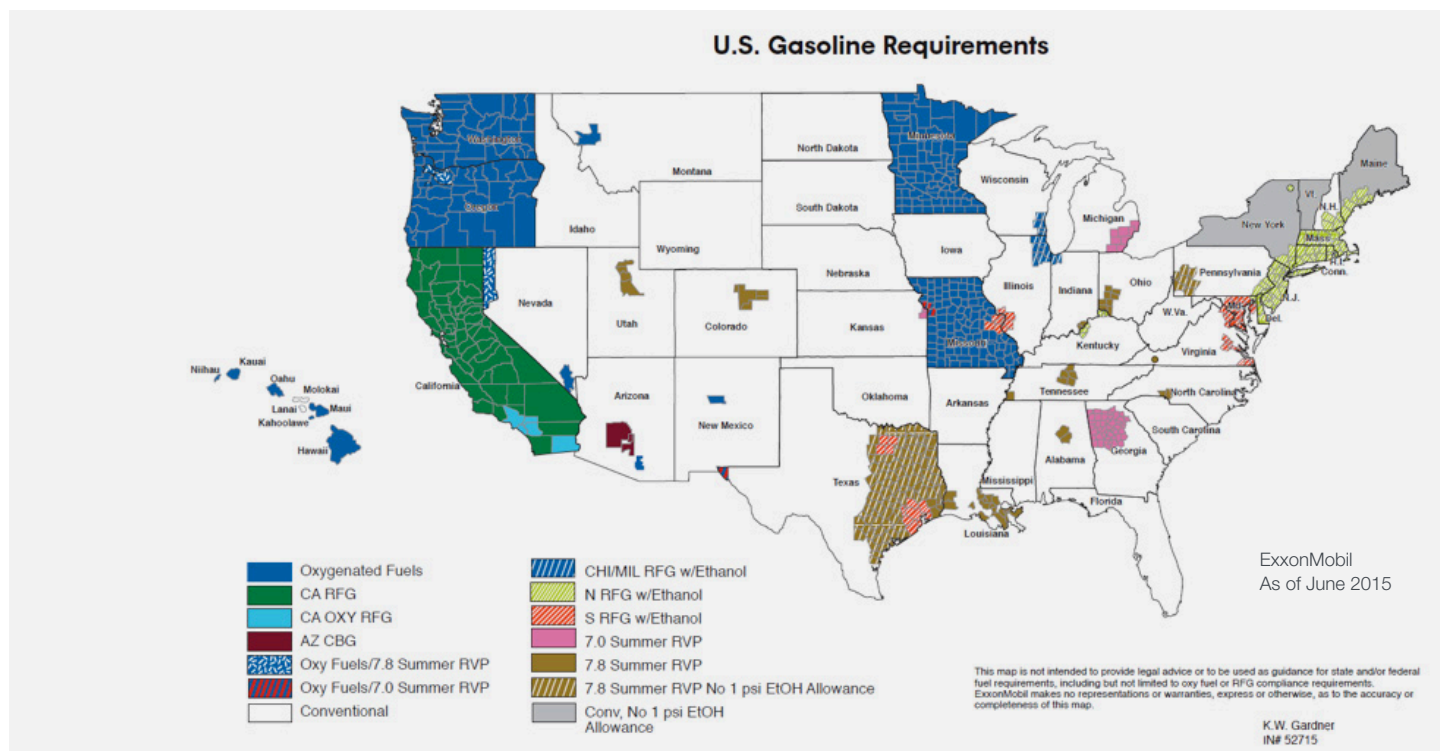 U.S. Gasoline Requirements
Washington
Oregon
Montana
Idaho
Wyoming
North Dakota
South Dakota
Nebraska
Kansas
Minnesota
Iowa
Missouri
Wisconsin
Michigan
Illinois
Indiana
Ohio
Kentucky
Pennsylvania
New York
Vt.
N.H.
Maine
Mass
R.I.
Conn.
N.J.
Del.
Md.
W.Va.
Virginia
North Carolina
South Carolina
Tennessee
Georgia
Alabama
Mississippi
Florida
Louisiana
Arkansas
Oklahoma
Texas
New Mexico
Arizona
Colorado
Utah
Nevada
California
Niihau
Kauai
Oahu
Molokai
Lanai
Maui
Kahoolawe
Hawaii
Oxygenated Fuels
CA RFG
CA OXY RFG
AZ CBG
Oxy Fuels/7.8 Summer RVP
Oxy Fuels/7.0 Summer RVP
Conventional
CHI/MIL RFG w/Ethanol
N RFG w/Ethanol
S RFG w/Ethanol
7.0 Summer RVP
7.8 Summer RVP
7.8 Summer RVP No 1 psi EtOH Allowance
Conv, No 1 psi EtOH
Allowance
ExxonMobil
As of June 2015
This map is not intended to provide legal advice or to be used as guidance for state and/or federal
fuel requirements, including but not limited to oxy fuel or RFG compliance requirements.
ExxonMobil makes no representations or warranties, express or otherwise, as to the accuracy or
completeness of this map.
K.W. Gardner
IN# 52715